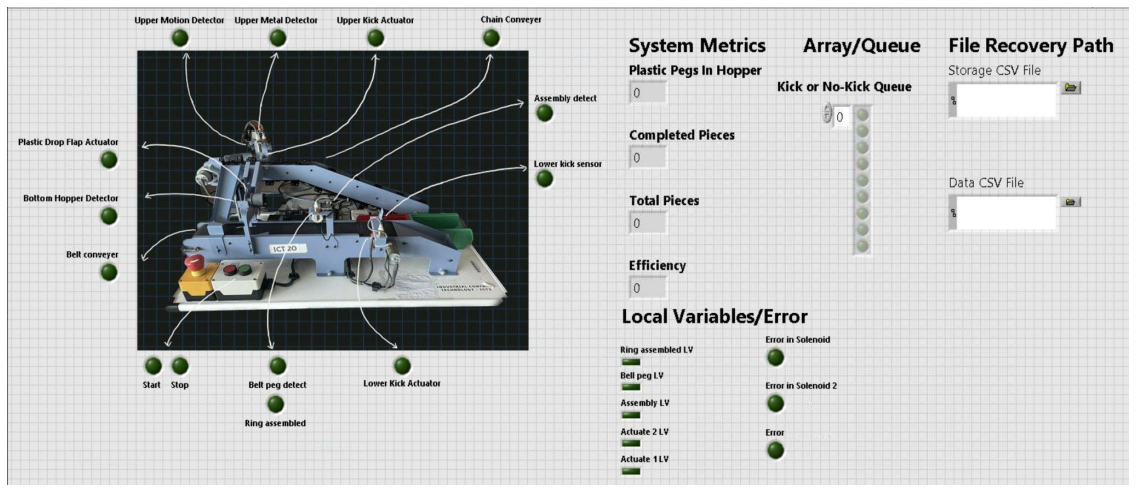 Upper Motion Detector
Upper Metal Detector
Upper Kick Actuator
Chain Conveyer
Assembly detect
Plastic Drop Flap Actuator
Lower kick sensor
Bottom Hopper Detector
Belt conveyer
ICT 20
INDUSTRIAL CONTROL
Start
Stop
Belt peg detect
Lower Kick Actuator
Ring assembled
System Metrics
Plastic Pegs In Hopper
0
Completed Pieces
0
Total Pieces
0
Efficiency
0
Array/Queue
Kick or No-Kick Queue
0
File Recovery Path
Storage CSV File
Data CSV File
Local Variables/Error
Ring assembled LV
Bell peg LV
Assembly LV
Actuate 2 LV
Actuate 1 LV
Error in Solenoid
Error in Solenoid 2
Error